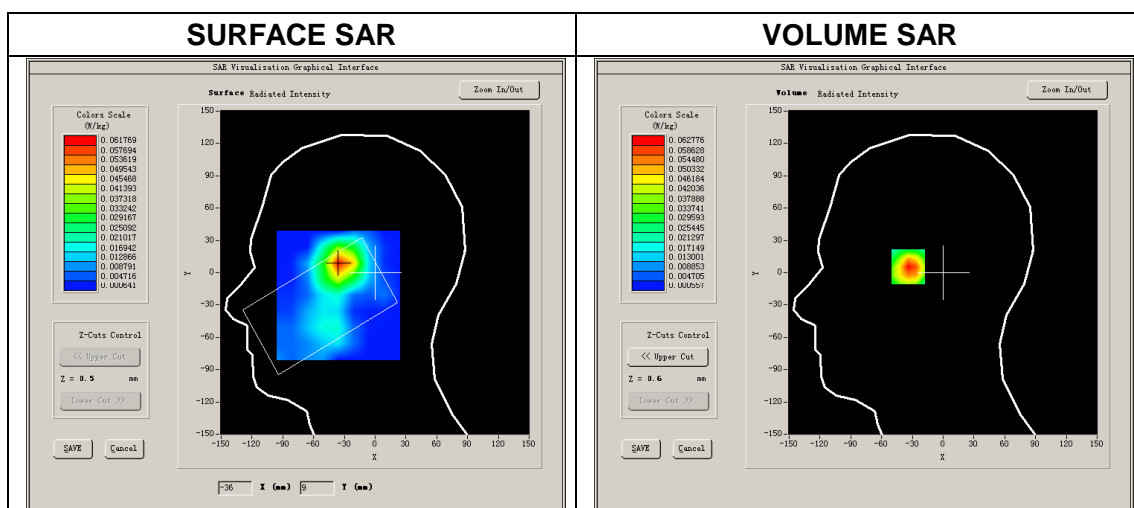 SURFACE SAR
VOLUME SAR
SAR Visualisation Graphical Interface
Surface Radiated Intensity
Zoom In/Out
Colors Scale
(W/kg)
0.061769
0.057694
0.053619
0.049543
0.045468
0.041393
0.037318
0.033242
0.029167
0.025092
0.021017
0.016942
0.012866
0.008791
0.004716
0.000641
Z-Cuts Control
<< Upper Cut
Z = 0.5 mm
Lower Cut >>
SAVE Cancel
150
120
90
60
30
0
-30
-60
-90
-120
-150
Y
-150 -120 -90 -60 -30 0 30 60 90 120 150
X
-36 X (mm) 9 Y (mm)
SAR Visualisation Graphical Interface
Volume Radiated Intensity
Zoom In/Out
Colors Scale
(W/kg)
0.062776
0.058628
0.054480
0.050332
0.046184
0.042036
0.037888
0.033741
0.029593
0.025445
0.021297
0.017149
0.013001
0.008853
0.004705
0.000557
Z-Cuts Control
<< Upper Cut
Z = 0.6 mm
Lower Cut >>
SAVE Cancel
150
120
90
60
30
0
-30
-60
-90
-120
-150
Y
-150 -120 -90 -60 -30 0 30 60 90 120 150
X